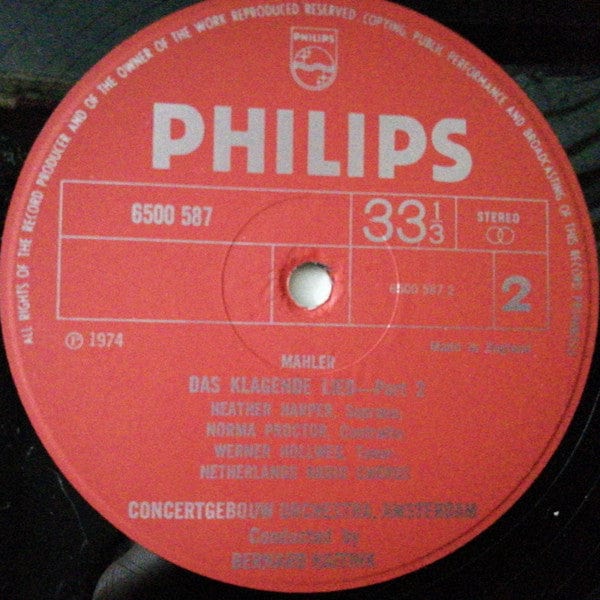 ALL RIGHTS OF THE RECORD PRODUCER AND OF THE OWNER OF THE WORK REPRODUCED RESERVED COPYING, PUBLIC PERFORMANCE AND BROADCASTING OF THIS RECORD PROHIBITED
PHILIPS
PHILIPS
6500 587
33 1/3
STEREO
6500 587 2
2
Ⓟ 1974
Made in England
MAHLER
DAS KLAGENDE LIED—Part 2
HEATHER HARPER, Soprano,
NORMA PROCTOR, Contralto,
WERNER HOLLWEG, Tenor,
NETHERLANDS RADIO CHORUS
CONCERTGEBOUW ORCHESTRA, AMSTERDAM
Conducted by
BERNARD HAITINK